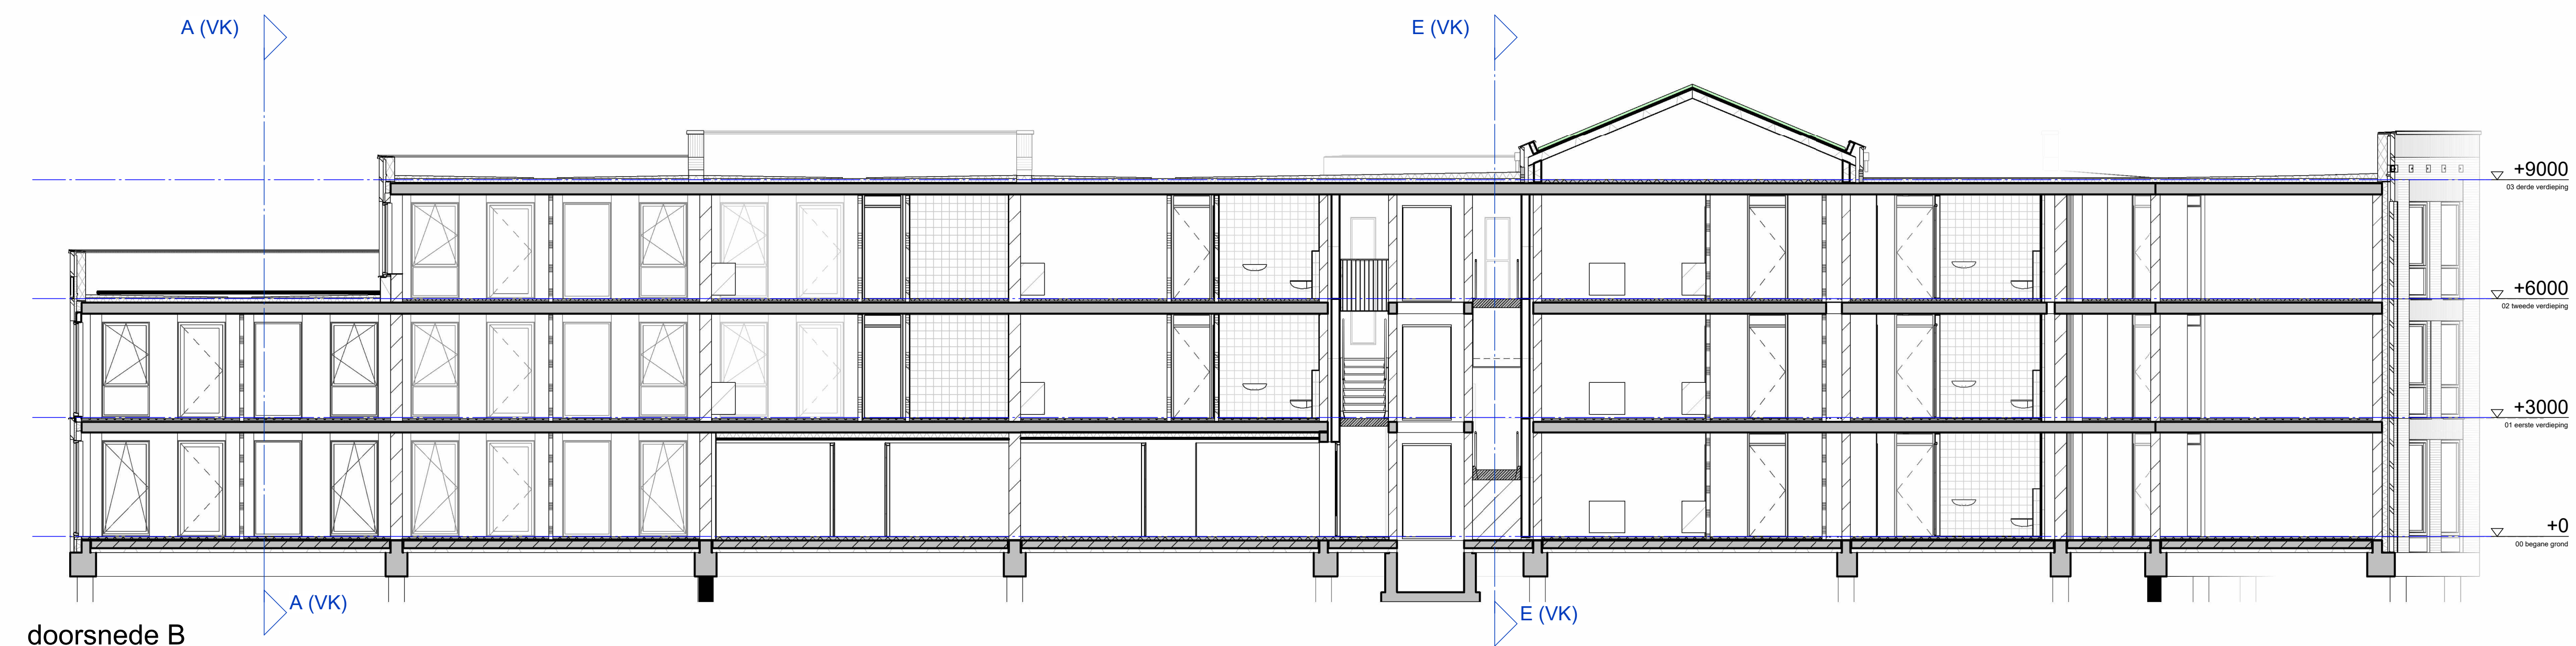 A (VK)
E (VK)
+9000
03 derde verdieping
+6000
02 tweede verdieping
+3000
01 eerste verdieping
+0
00 begane grond
A (VK)
E (VK)
doorsnede B